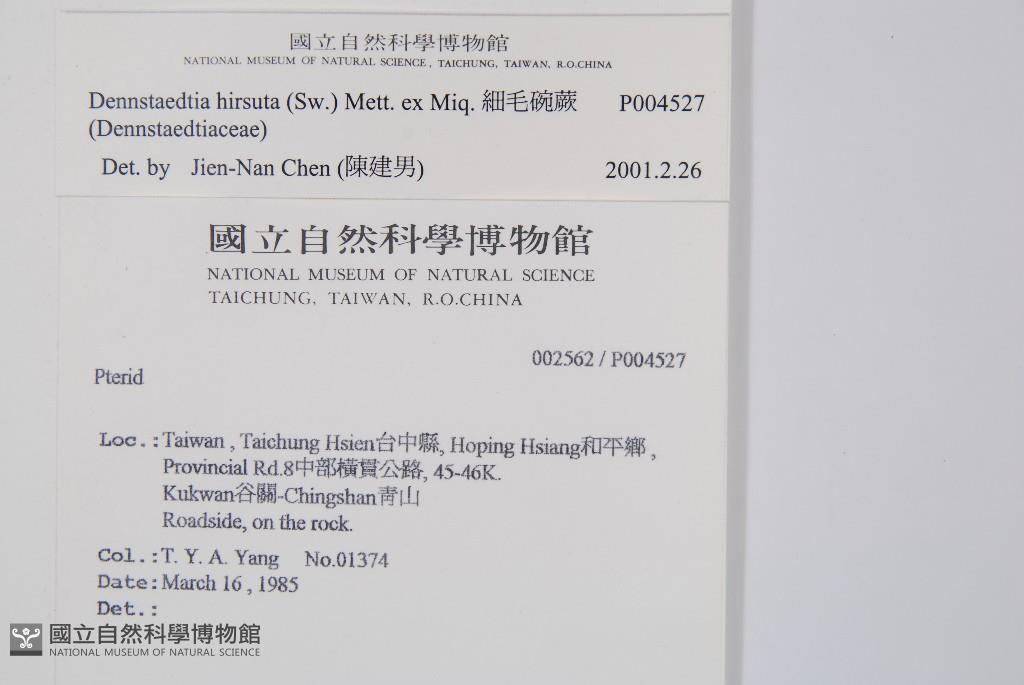 國立自然科學博物館
NATIONAL MUSEUM OF NATURAL SCIENCE, TAICHUNG, TAIWAN, R.O.CHINA
Dennstaedtia hirsuta (Sw.) Mett. ex Miq. 細毛碗蕨 P004527
(Dennstaedtiaceae)
Det. by Jien-Nan Chen (陳建男) 2001.2.26
國立自然科學博物館
NATIONAL MUSEUM OF NATURAL SCIENCE
TAICHUNG, TAIWAN, R.O.CHINA
002562 / P004527
Pterid
Loc.: Taiwan , Taichung Hsien台中縣, Hoping Hsiang和平鄉 ,
Provincial Rd.8中部橫貫公路, 45-46K.
Kukwan谷關-Chingshan青山
Roadside, on the rock.
Col.: T. Y. A. Yang No.01374
Date: March 16 , 1985
Det.:
國立自然科學博物館
NATIONAL MUSEUM OF NATURAL SCIENCE